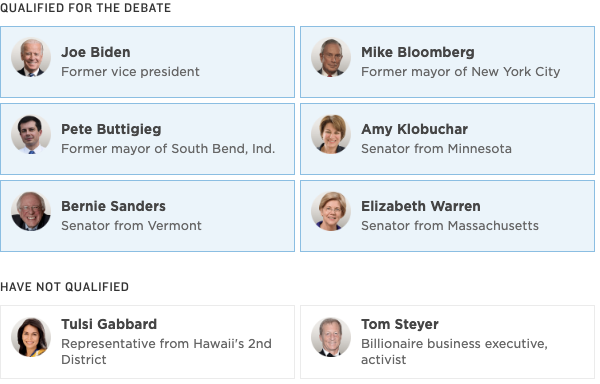 QUALIFIED FOR THE DEBATE
Joe Biden
Former vice president
Mike Bloomberg
Former mayor of New York City
Pete Buttigieg
Former mayor of South Bend, Ind.
Amy Klobuchar
Senator from Minnesota
Bernie Sanders
Senator from Vermont
Elizabeth Warren
Senator from Massachusetts
HAVE NOT QUALIFIED
Tulsi Gabbard
Representative from Hawaii's 2nd
District
Tom Steyer
Billionaire business executive,
activist